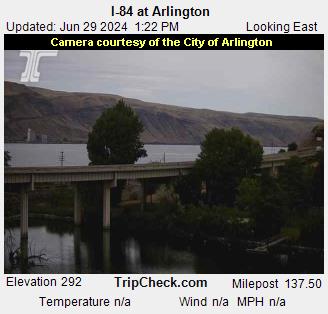 I-84 at Arlington
Updated: Jun 29 2024 1:22 PM Looking East
Camera courtesy of the City of Arlington
Elevation 292 TripCheck.com Milepost 137.50
Temperature n/a Wind n/a MPH n/a